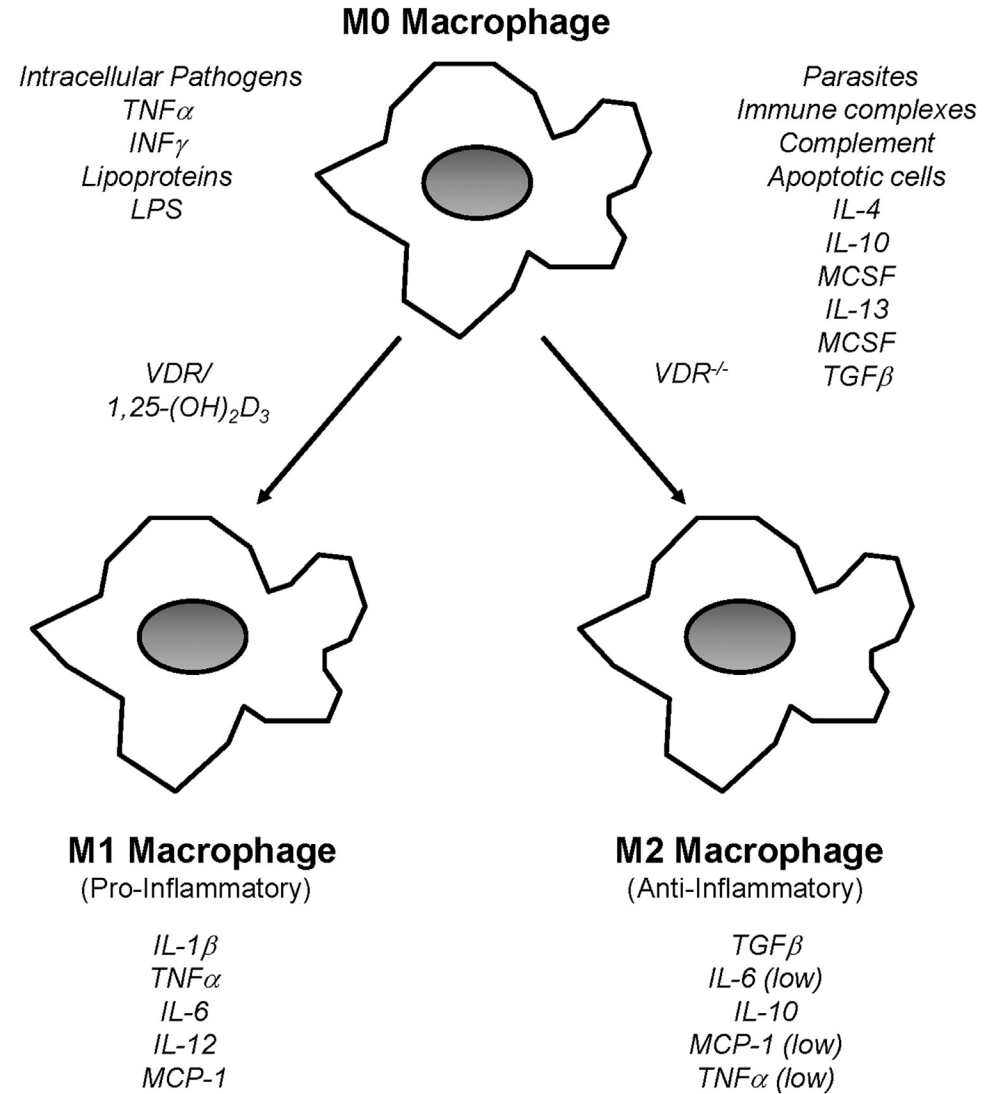 M0 Macrophage
Intracellular Pathogens
TNFα
INFγ
Lipoproteins
LPS
Parasites
Immune complexes
Complement
Apoptotic cells
IL-4
IL-10
MCSF
IL-13
MCSF
TGFβ
VDR/
1,25-(OH)₂D₃
VDR⁻/⁻
M1 Macrophage
(Pro-Inflammatory)
IL-1β
TNFα
IL-6
IL-12
MCP-1
M2 Macrophage
(Anti-Inflammatory)
TGFβ
IL-6 (low)
IL-10
MCP-1 (low)
TNFα (low)